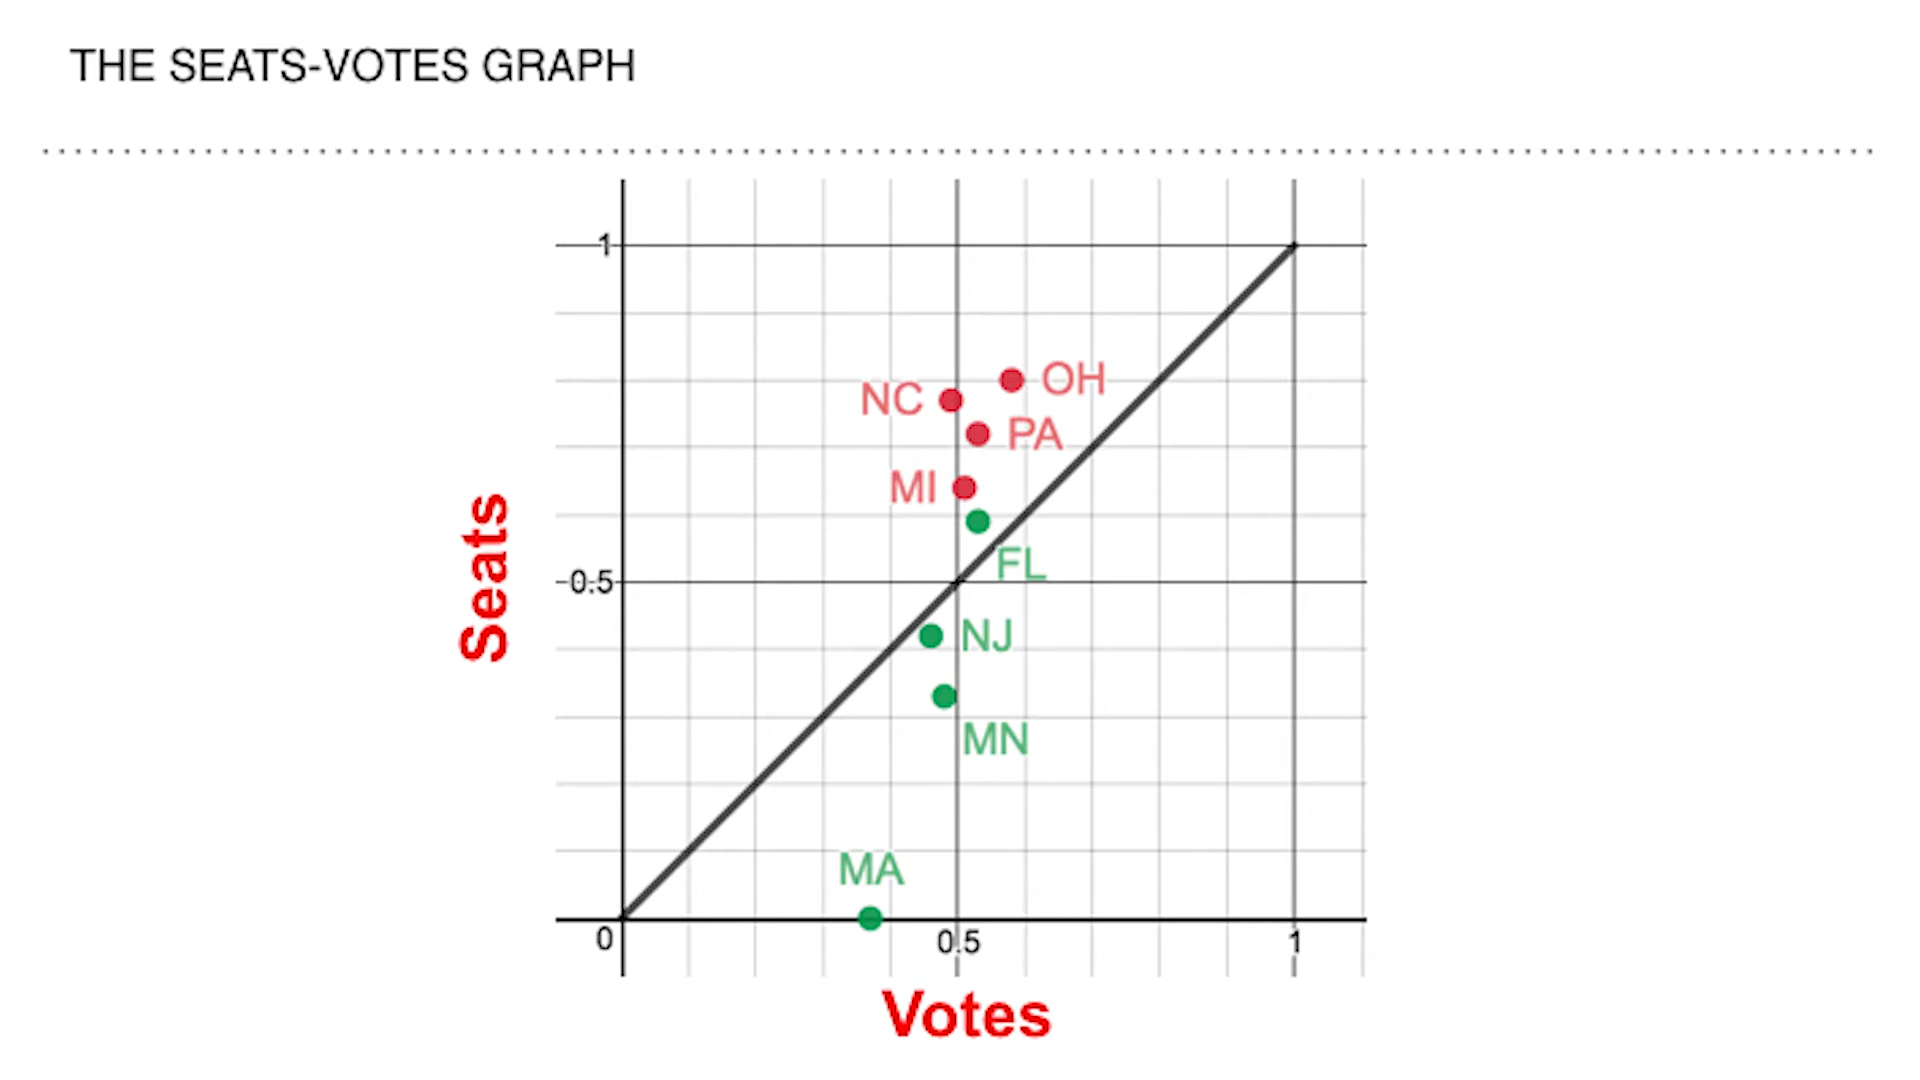 THE SEATS-VOTES GRAPH
1
OH
NC
PA
MI
Seats
FL
0.5
NJ
MN
MA
0
0.5
1
Votes